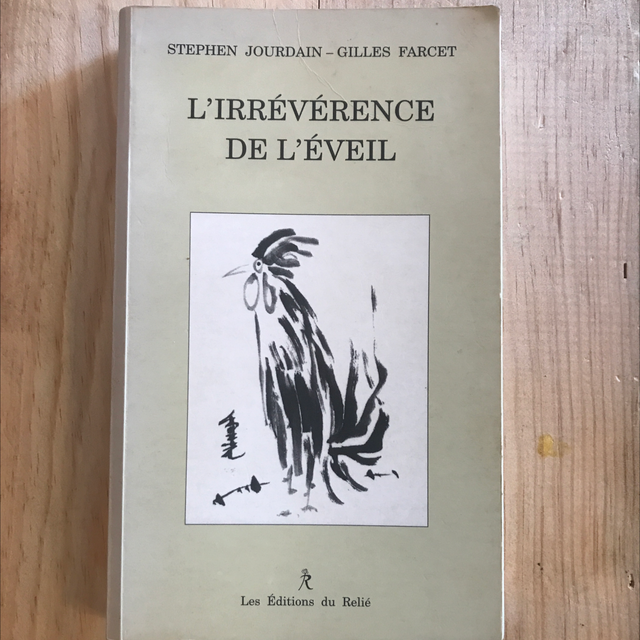 STEPHEN JOURDAIN – GILLES FARCET
L'IRRÉVÉRENCE
DE L'ÉVEIL
Les Éditions du Relié